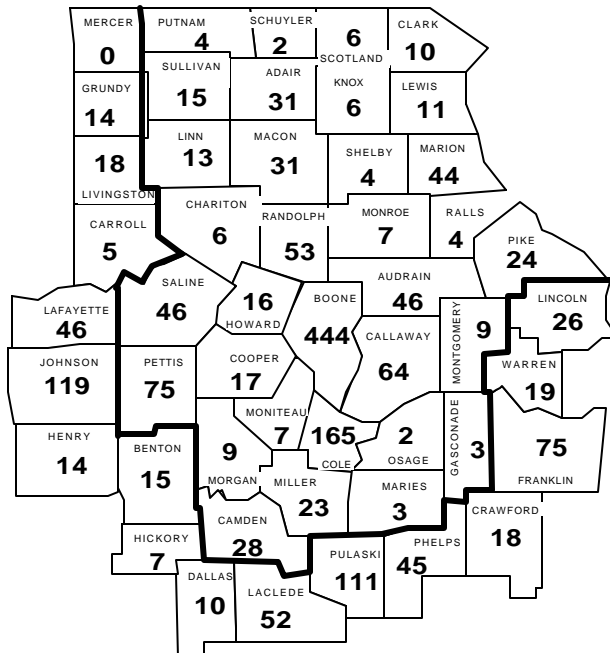 MERCER
0
PUTNAM
4
SCHUYLER
2
6
SCOTLAND
CLARK
10
GRUNDY
14
SULLIVAN
15
ADAIR
31
KNOX
6
LEWIS
11
18
LIVINGSTON
LINN
13
MACON
31
SHELBY
4
MARION
44
CARROLL
5
CHARITON
6
RANDOLPH
53
MONROE
7
RALLS
4
PIKE
24
LAFAYETTE
46
SALINE
46
16
HOWARD
BOONE
444
AUDRAIN
46
MONTGOMERY
9
LINCOLN
26
JOHNSON
119
PETTIS
75
COOPER
17
CALLAWAY
64
WARREN
19
HENRY
14
BENTON
15
9
MORGAN
MONITEAU
7
165
COLE
2
OSAGE
GASCONADE
3
75
FRANKLIN
MILLER
23
MARIES
3
HICKORY
7
CAMDEN
28
PULASKI
111
PHELPS
45
CRAWFORD
18
DALLAS
10
LACLEDE
52